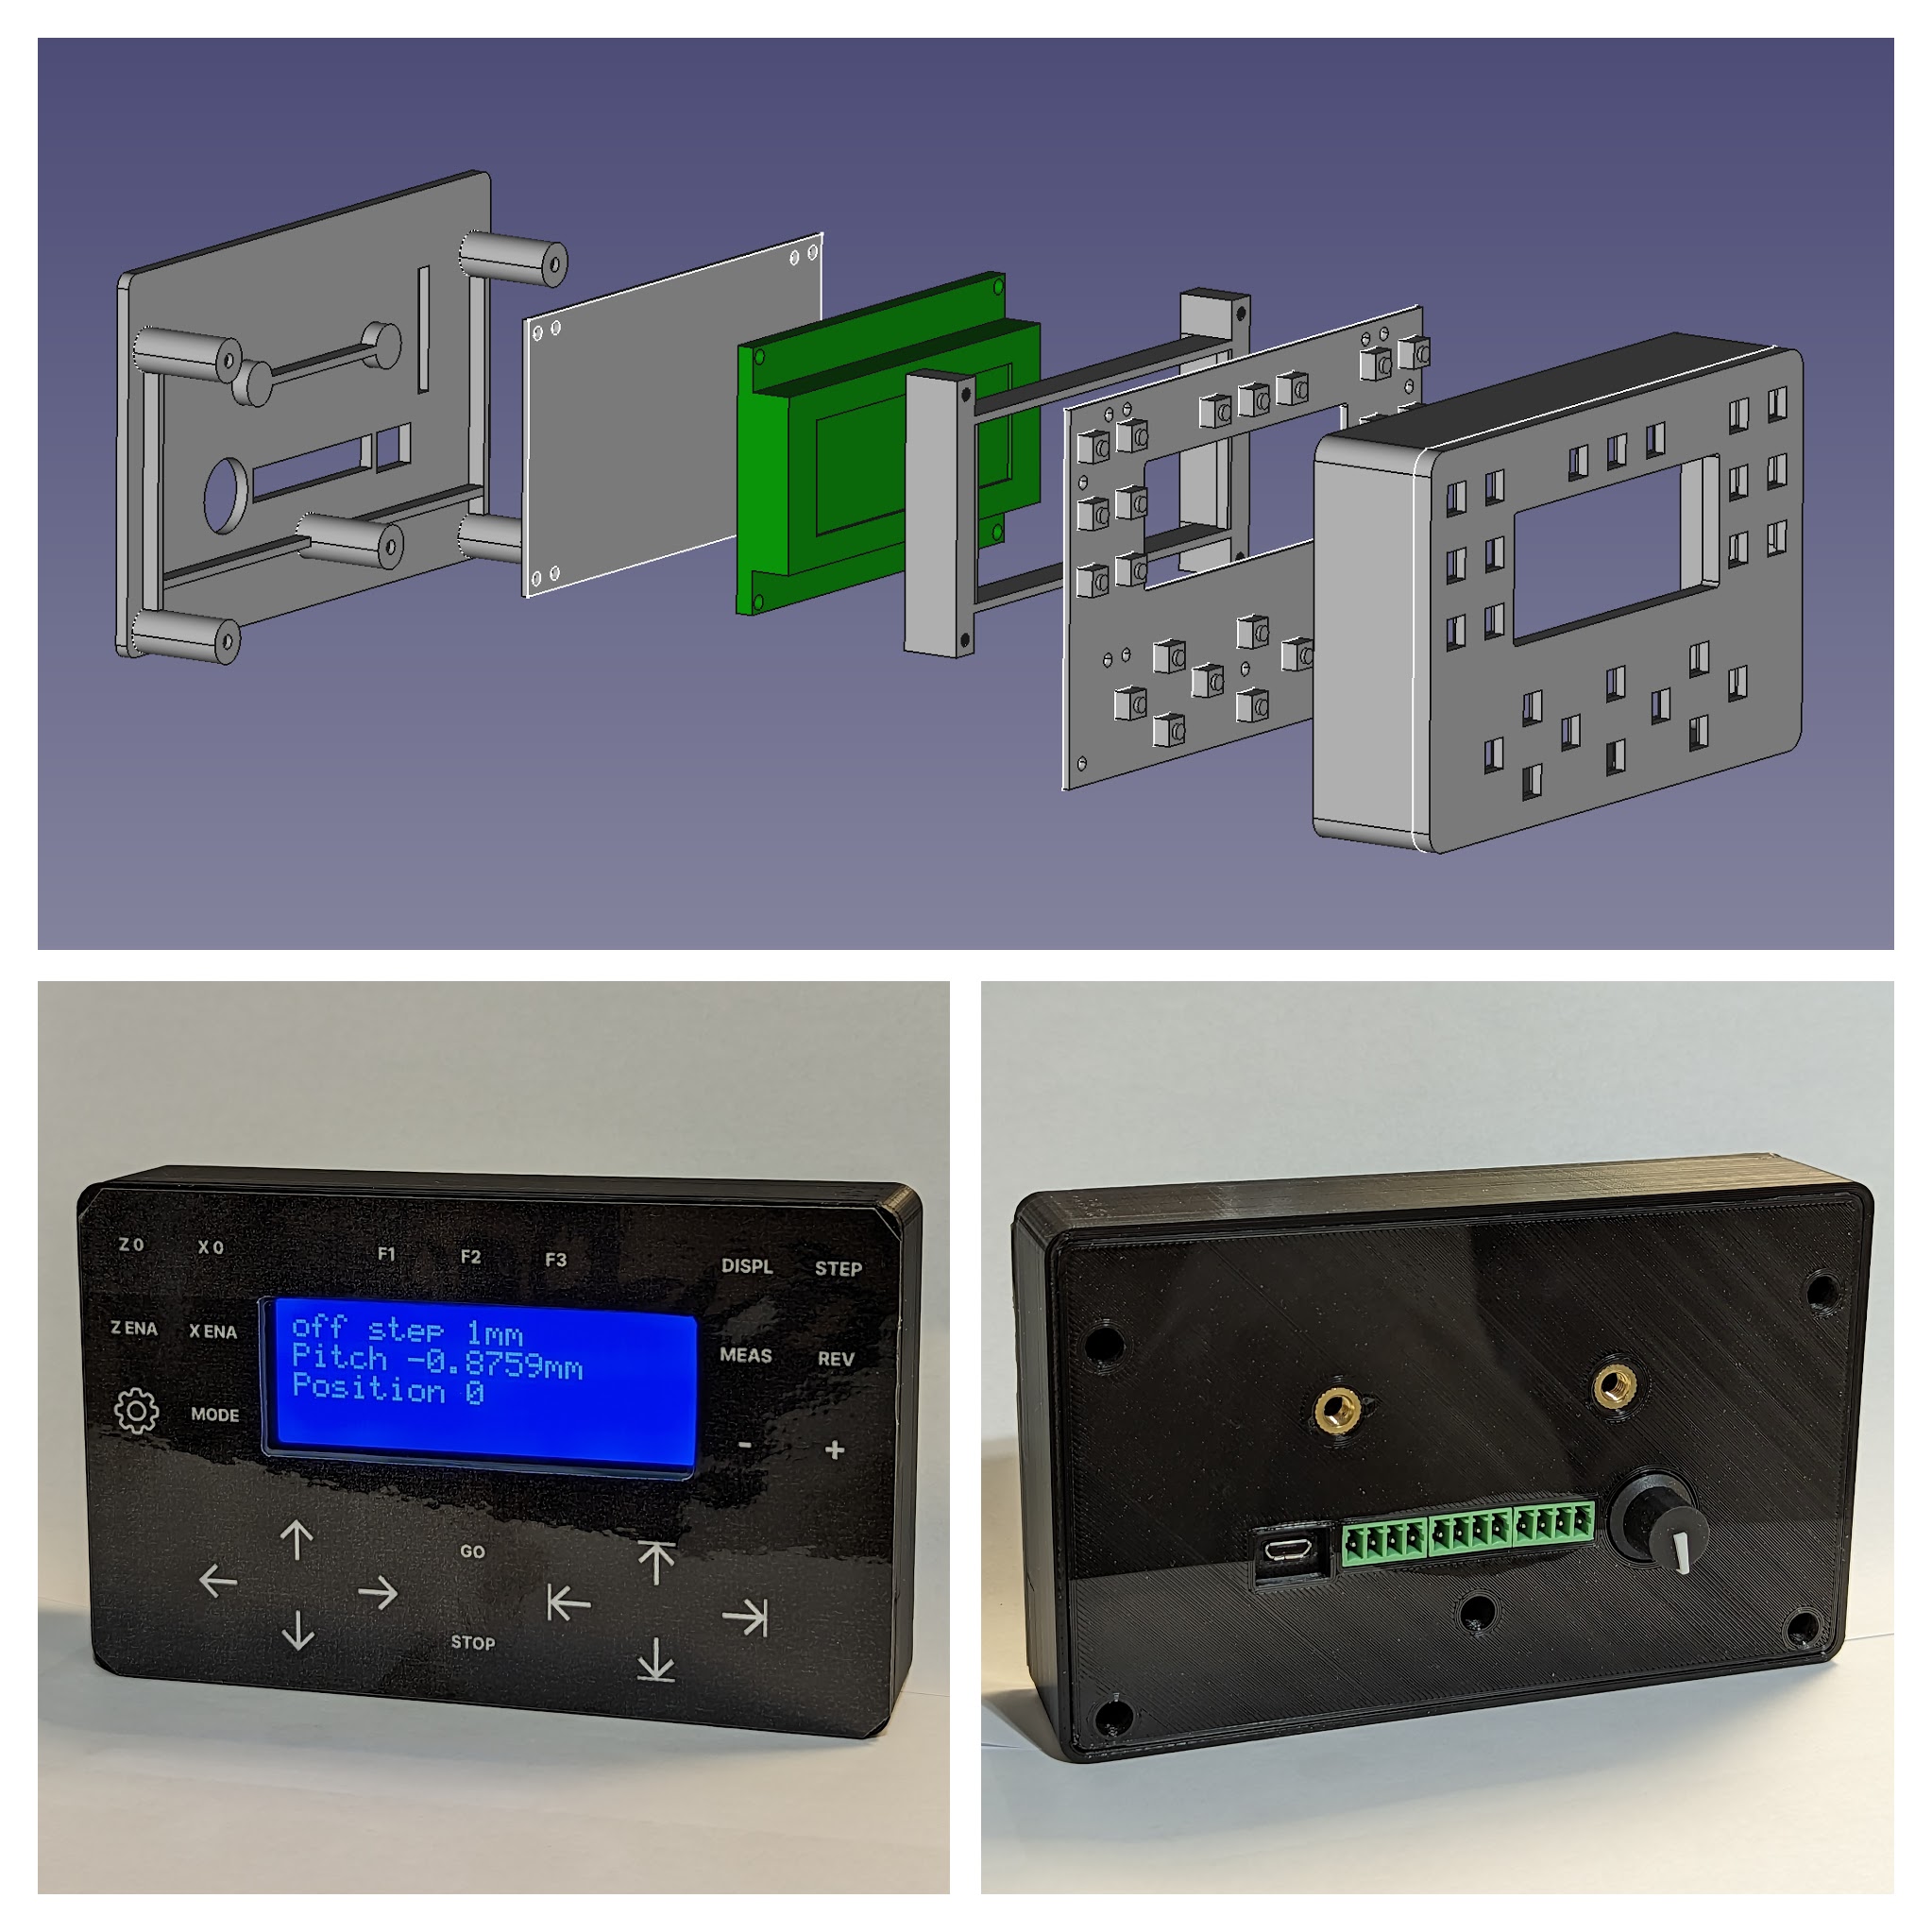 Z 0 X 0 F1 F2 F3 DISPL STEP
Z ENA X ENA MEAS REV
off step 1mm
Pitch -0.8759mm
Position 0
MODE - +
GO
STOP